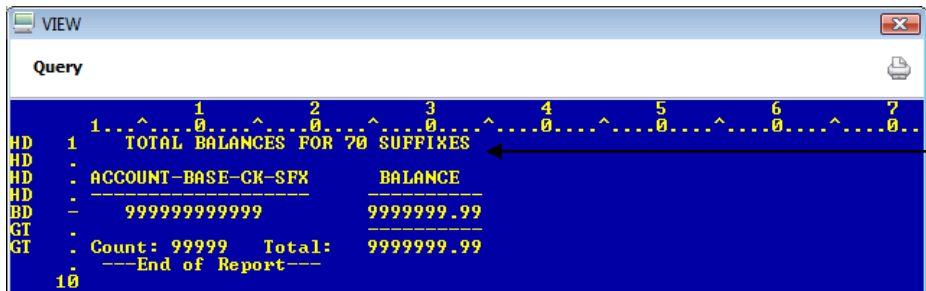 VIEW
Query
1 2 3 4 5 6 7
1...^....0....^....0....^....0....^....0....^....0....^....0....^....0..
HD 1 TOTAL BALANCES FOR 70 SUFFIXES
HD .
HD . ACCOUNT-BASE-CK-SFX BALANCE
HD . ------------------- ----------
BD - 999999999999 9999999.99
GT . ----------
GT . Count: 99999 Total: 9999999.99
. ---End of Report---
10